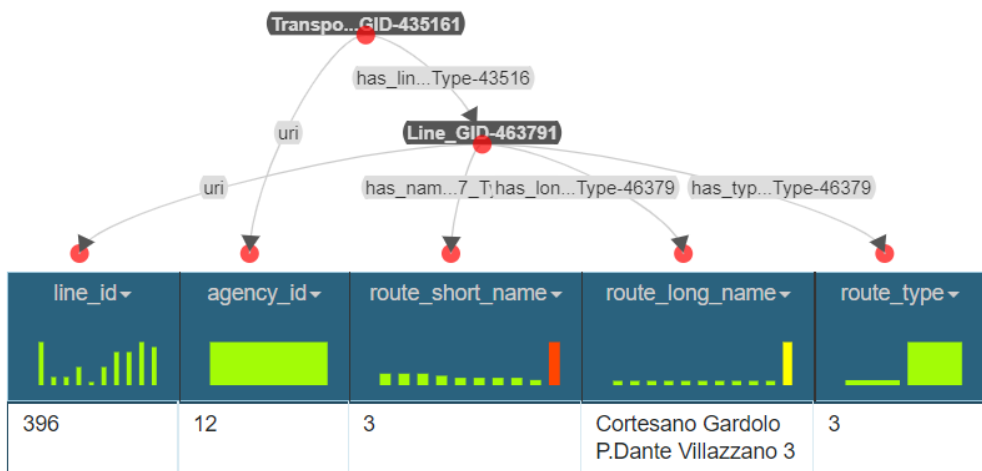 Transpo...GID-435161
has_lin...Type-43516
uri
Line_GID-463791
uri
has_nam...7_Ty
has_lon...Type-46379
has_typ...Type-46379
line_id
agency_id
route_short_name
route_long_name
route_type
396
12
3
Cortesano Gardolo
P.Dante Villazzano 3
3